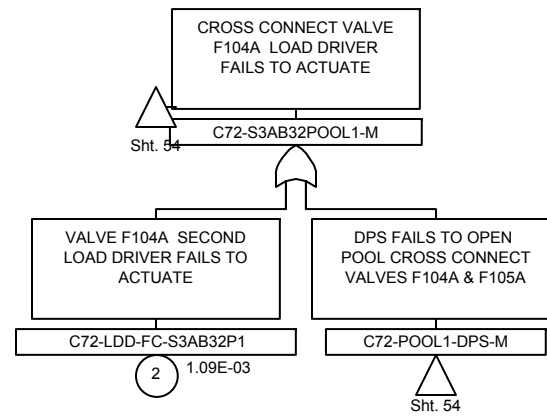 CROSS CONNECT VALVE
F104A LOAD DRIVER
FAILS TO ACTUATE
Sht. 54
C72-S3AB32POOL1-M
VALVE F104A SECOND
LOAD DRIVER FAILS TO
ACTUATE
C72-LDD-FC-S3AB32P1
2
1.09E-03
DPS FAILS TO OPEN
POOL CROSS CONNECT
VALVES F104A & F105A
C72-POOL1-DPS-M
Sht. 54